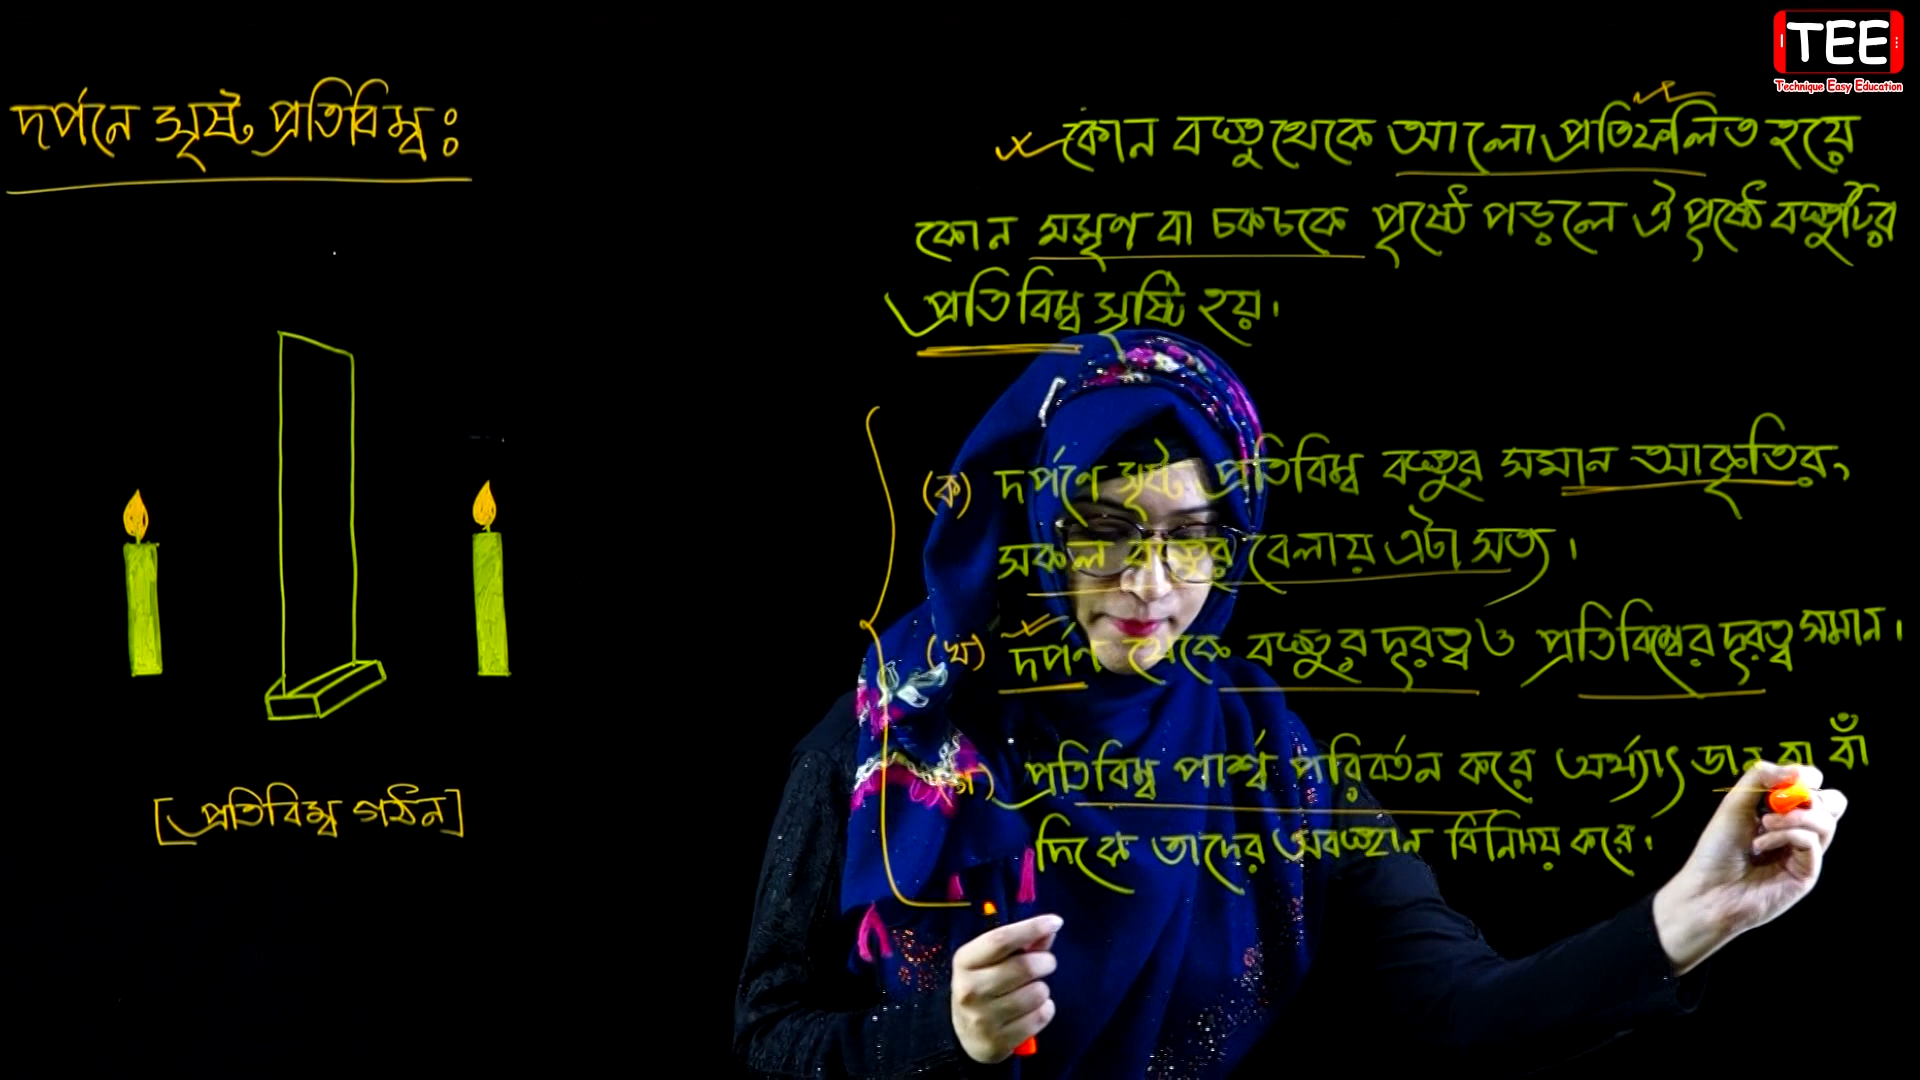 দর্পনে সৃষ্ট প্রতিবিম্ব ঃ
[প্রতিবিম্ব গঠন]
TEE
Technique Easy Education
কোন বস্তু থেকে আলো প্রতিফলিত হয়ে
কোন মসৃণ বা চকচকে পৃষ্ঠে পড়লে ঐ পৃষ্ঠে বস্তুটির
প্রতিবিম্ব সৃষ্টি হয়।
(ক) দর্পণে সৃষ্ট প্রতিবিম্ব বস্তুর সমান আকৃতির,
সকল বস্তুর বেলায় এটা সত্য।
(খ) দর্পণ থেকে বস্তুর দূরত্ব ও প্রতিবিম্বের দূরত্ব সমান।
(গ) প্রতিবিম্ব পার্শ্ব পরিবর্তন করে অর্থ্যাৎ ডান বা বাঁ
দিকে তাদের অবস্থান বিনিময় করে।